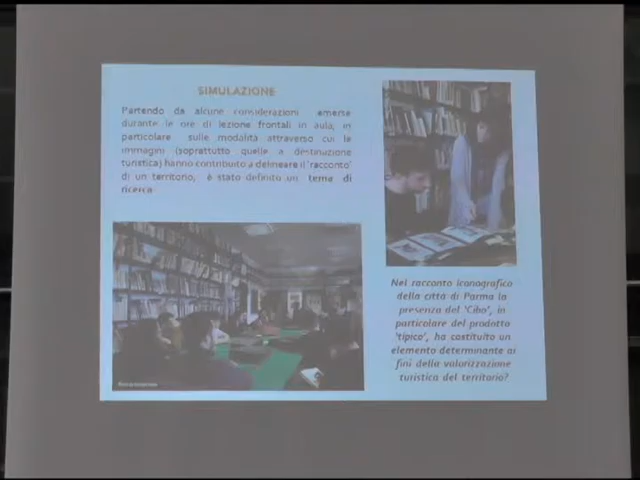 SIMULAZIONE
Partendo da alcune considerazioni emerse
durante le ore di lezione frontali in aula, in
particolare sulle modalità attraverso cui le
immagini (soprattutto quelle a destinazione
turistica) hanno contribuito a delineare il 'racconto'
di un territorio, è stato definito un tema di
ricerca
Nel racconto iconografico
della città di Parma la
presenza del 'Cibo', in
particolare del prodotto
'tipico', ha costituito un
elemento determinante ai
fini della valorizzazione
turistica del territorio?